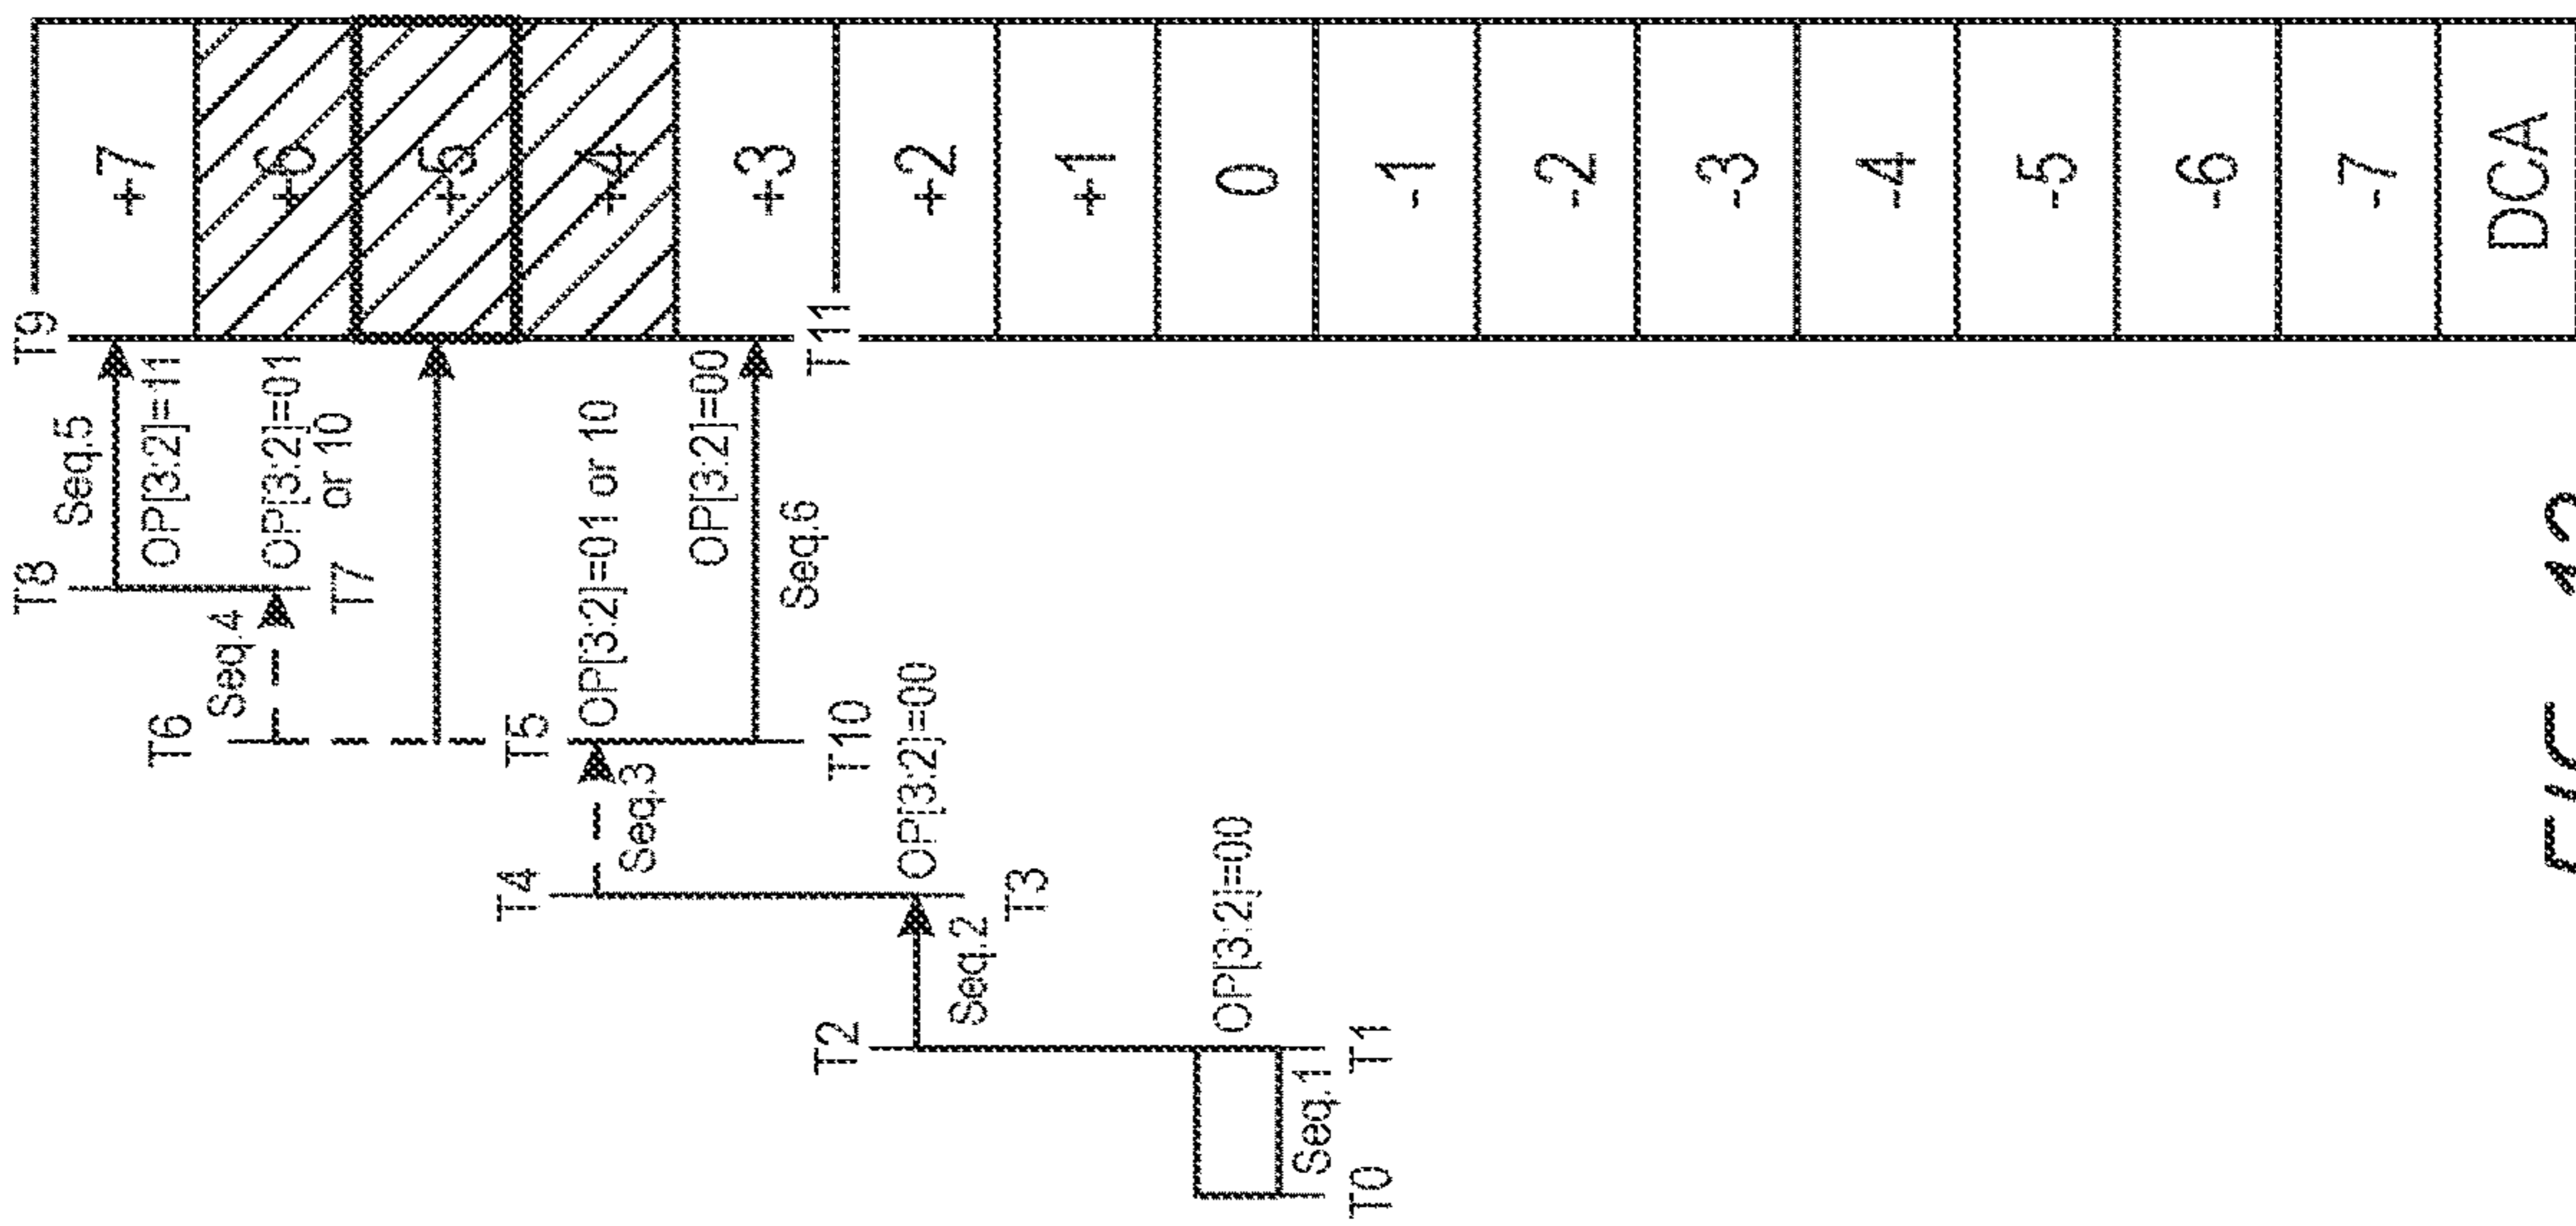 T9
+7
+6
+5
+4
+3
+2
+1
0
-1
-2
-3
-4
-5
-6
-7
DCA
T11
T8
Seq.5
OP[3:2]=11
OP[3:2]=01
or 10
T7
Seq.4
T6
T5
OP[3:2]=01 or 10
OP[3:2]=00
Seq.6
T10
Seq.3
T4
OP[3:2]=00
T3
Seq.2
T2
OP[3:2]=00
T1
Seq.1
T0